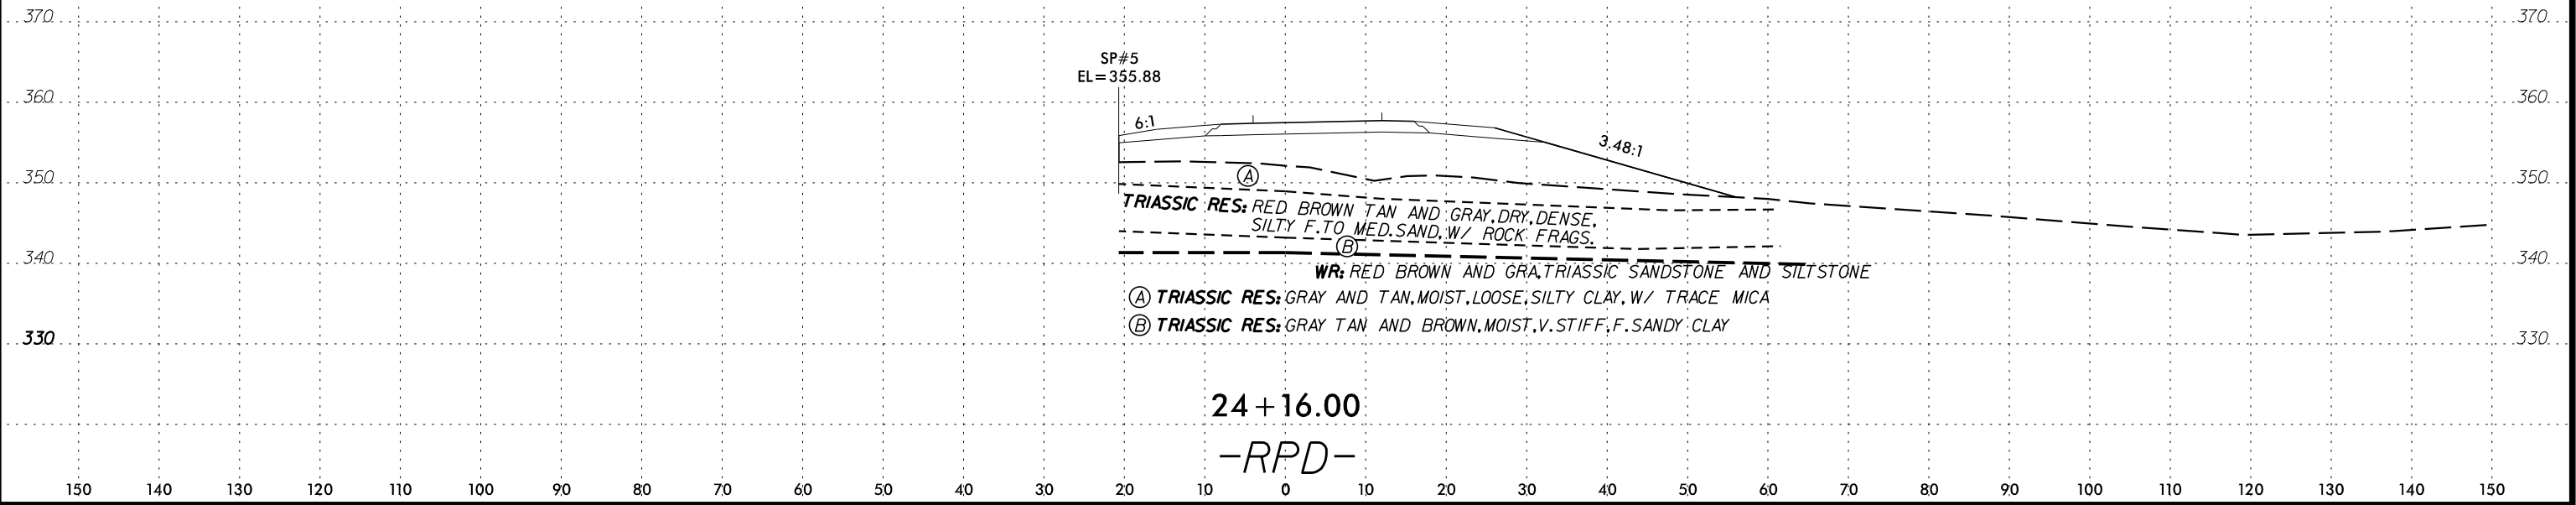 370 370
SP#5
EL=355.88
360 360
6:1
3.48:1
350 350
A
TRIASSIC RES: RED BROWN TAN AND GRAY, DRY, DENSE,
SILTY F. TO MED. SAND, W/ ROCK FRAGS.
B
340 340
WR: RED BROWN AND GRA, TRIASSIC SANDSTONE AND SILTSTONE
A TRIASSIC RES: GRAY AND TAN, MOIST, LOOSE, SILTY CLAY, W/ TRACE MICA
B TRIASSIC RES: GRAY TAN AND BROWN, MOIST, V. STIFF, F. SANDY CLAY
330 330
24+16.00
-RPD-
150 140 130 120 110 100 90 80 70 60 50 40 30 20 10 0 10 20 30 40 50 60 70 80 90 100 110 120 130 140 150